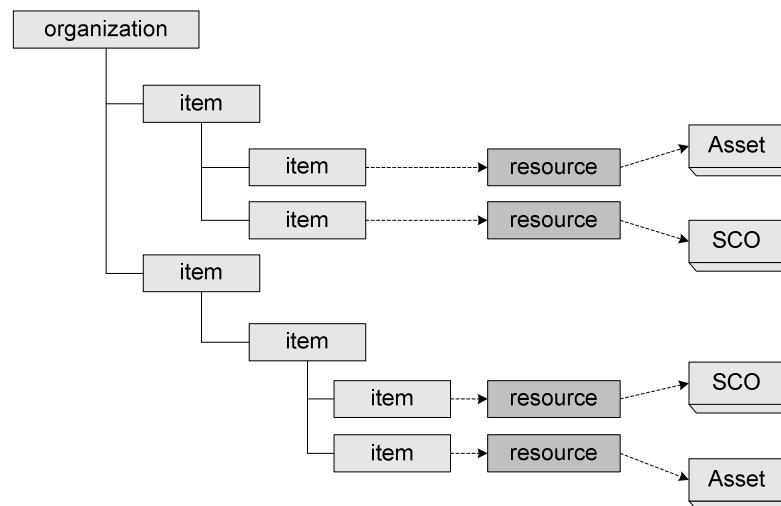 organization
item
item
resource
Asset
item
resource
SCO
item
item
item
resource
SCO
item
resource
Asset